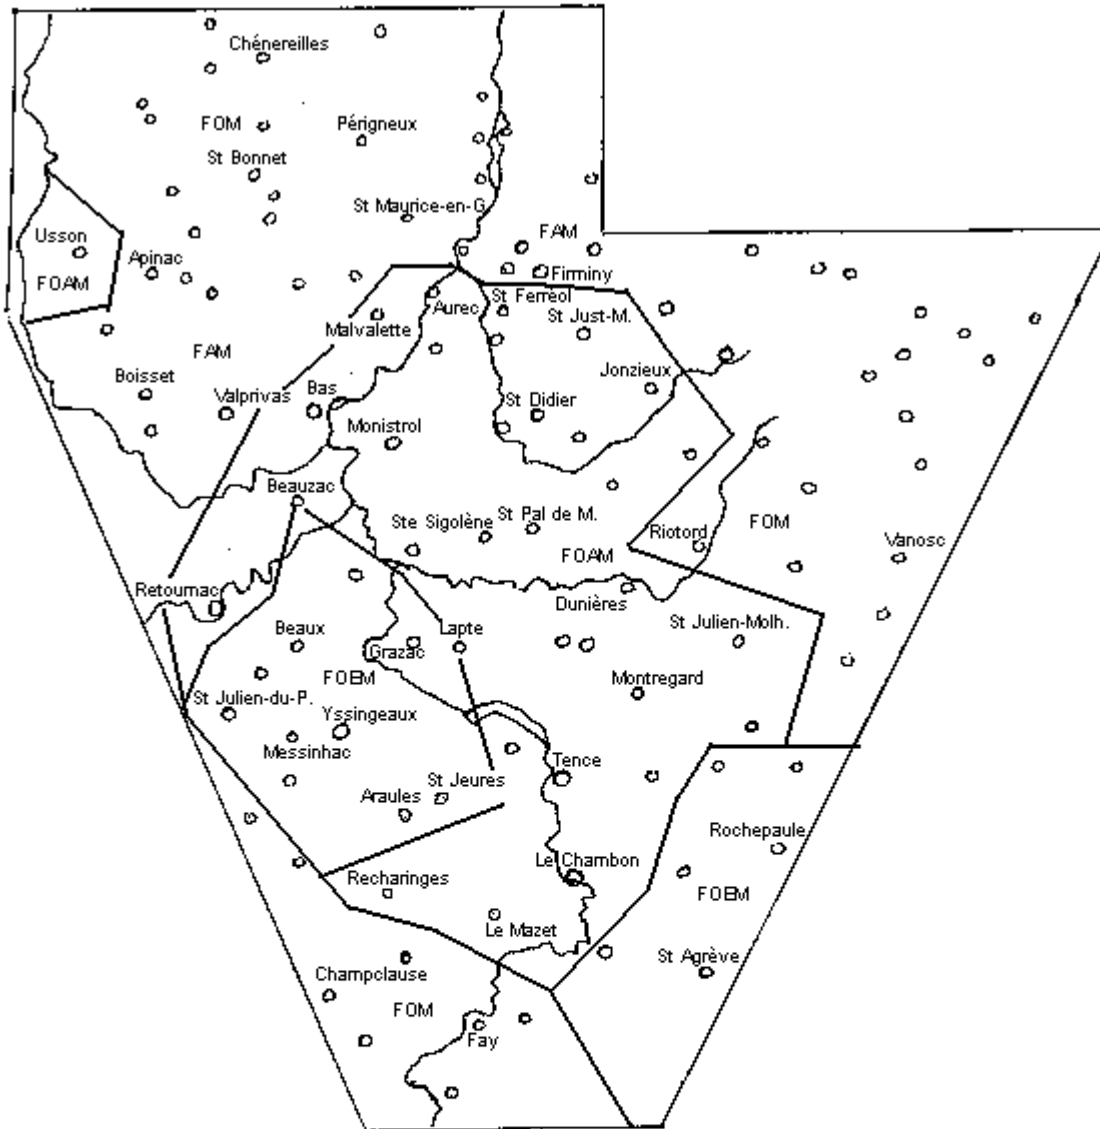 Chénereilles
FOM
Périgneux
St Bonnet
St Maurice-en-G
Usson
FAM
Apinac
Firminy
FOAM
St Ferréol
Aurec
Malvalette
St Just-M.
FAM
Boisset
Jonzieux
Valprivas
Bas
St Didier
Monistrol
Beauzac
Ste Sigolène
St Pal de M.
FOM
Riotord
Vanosc
FOAM
Retournac
Dunières
Beaux
Lapte
St Julien-Molh.
Grazac
FOEM
Montregard
St Julien-du-P.
Yssingeaux
Messinhac
Tence
St Jeures
Araules
Rochepaule
Le Chambon
Recharinges
FOEM
Le Mazet
St Agrève
Champclause
FOM
Fay